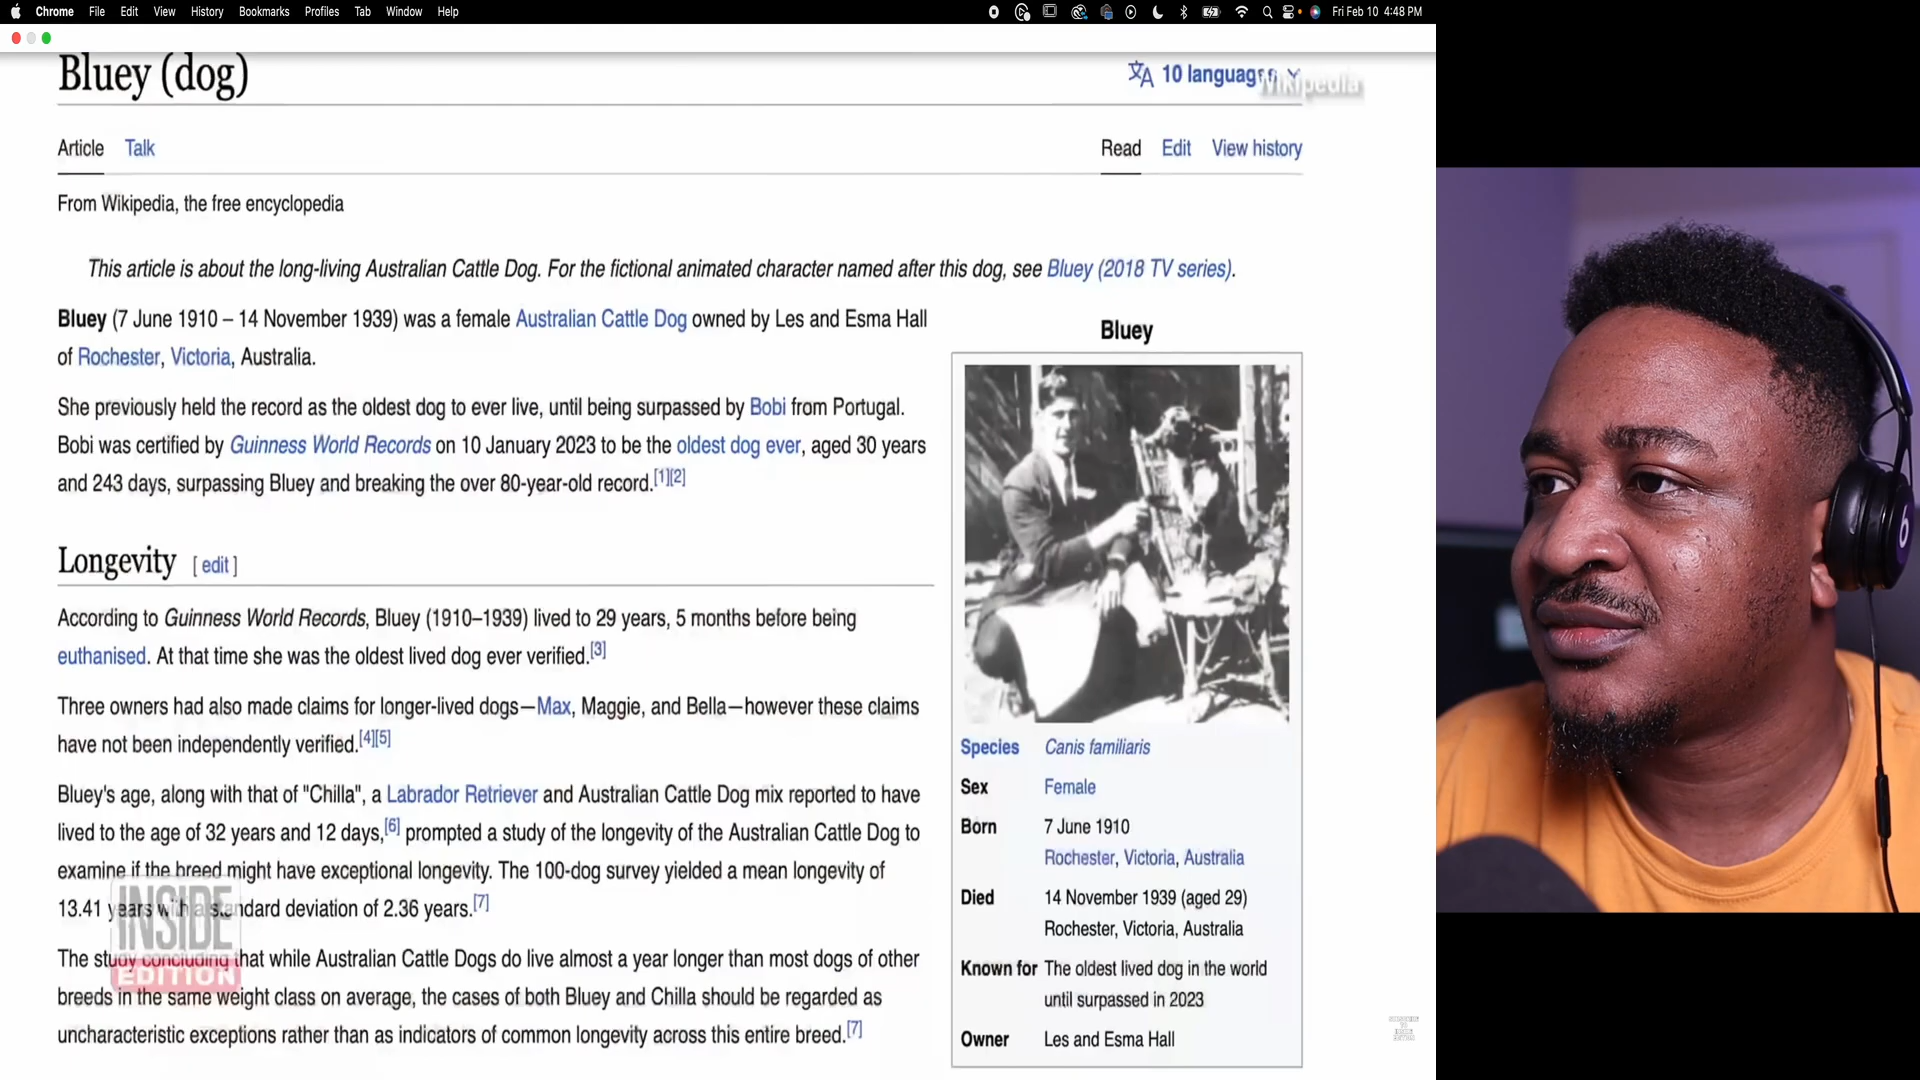 Chrome File Edit View History Bookmarks Profiles Tab Window Help Fri Feb 10 4:48 PM
Bluey (dog)
10 languages
Wikipedia
Article Talk Read Edit View history
From Wikipedia, the free encyclopedia
This article is about the long-living Australian Cattle Dog. For the fictional animated character named after this dog, see Bluey (2018 TV series).
Bluey (7 June 1910 – 14 November 1939) was a female Australian Cattle Dog owned by Les and Esma Hall
of Rochester, Victoria, Australia.
She previously held the record as the oldest dog to ever live, until being surpassed by Bobi from Portugal.
Bobi was certified by Guinness World Records on 10 January 2023 to be the oldest dog ever, aged 30 years
and 243 days, surpassing Bluey and breaking the over 80-year-old record.[1][2]
Longevity [ edit ]
According to Guinness World Records, Bluey (1910–1939) lived to 29 years, 5 months before being
euthanised. At that time she was the oldest lived dog ever verified.[3]
Three owners had also made claims for longer-lived dogs—Max, Maggie, and Bella—however these claims
have not been independently verified.[4][5]
Bluey's age, along with that of "Chilla", a Labrador Retriever and Australian Cattle Dog mix reported to have
lived to the age of 32 years and 12 days,[6] prompted a study of the longevity of the Australian Cattle Dog to
examine if the breed might have exceptional longevity. The 100-dog survey yielded a mean longevity of
13.41 years with a standard deviation of 2.36 years.[7]
The study concluding that while Australian Cattle Dogs do live almost a year longer than most dogs of other
breeds in the same weight class on average, the cases of both Bluey and Chilla should be regarded as
uncharacteristic exceptions rather than as indicators of common longevity across this entire breed.[7]
Bluey
Species Canis familiaris
Sex Female
Born 7 June 1910
Rochester, Victoria, Australia
Died 14 November 1939 (aged 29)
Rochester, Victoria, Australia
Known for The oldest lived dog in the world
until surpassed in 2023
Owner Les and Esma Hall
INSIDE
EDITION
SUBSCRIBE
TO
INSIDE
EDITION